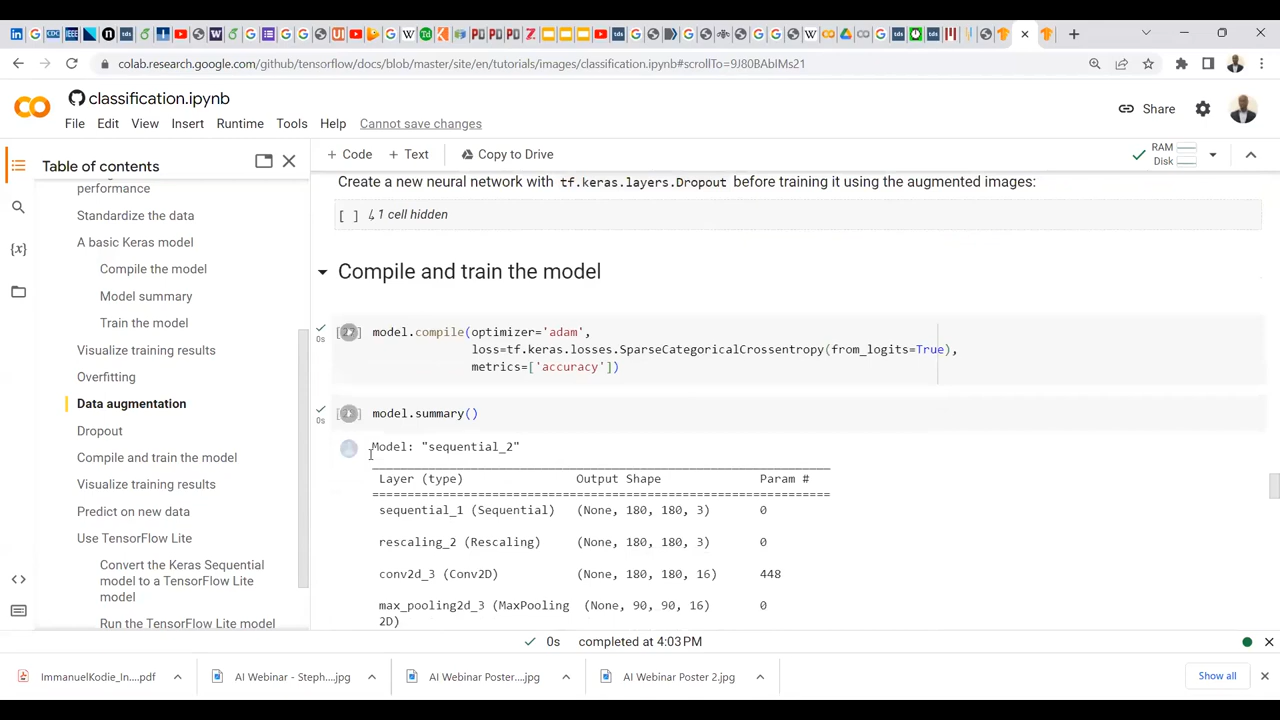 colab.research.google.com/github/tensorflow/docs/blob/master/site/en/tutorials/images/classification.ipynb#scrollTo=9J80BAbIMs21
classification.ipynb
File Edit View Insert Runtime Tools Help Cannot save changes
Share
Table of contents
+ Code + Text Copy to Drive
RAM
Disk
performance
Standardize the data
A basic Keras model
Compile the model
Model summary
Train the model
Visualize training results
Overfitting
Data augmentation
Dropout
Compile and train the model
Visualize training results
Predict on new data
Use TensorFlow Lite
Convert the Keras Sequential
model to a TensorFlow Lite
model
Run the TensorFlow Lite model
Create a new neural network with tf.keras.layers.Dropout before training it using the augmented images:
[ ] ↳ 1 cell hidden
Compile and train the model
0s
model.compile(optimizer='adam',
loss=tf.keras.losses.SparseCategoricalCrossentropy(from_logits=True),
metrics=['accuracy'])
0s
model.summary()
Model: "sequential_2"
Layer (type) Output Shape Param #
sequential_1 (Sequential) (None, 180, 180, 3) 0
rescaling_2 (Rescaling) (None, 180, 180, 3) 0
conv2d_3 (Conv2D) (None, 180, 180, 16) 448
max_pooling2d_3 (MaxPooling (None, 90, 90, 16) 0
2D)
0s completed at 4:03 PM
ImmanuelKodie_In....pdf
AI Webinar - Steph....jpg
AI Webinar Poster....jpg
AI Webinar Poster 2.jpg
Show all